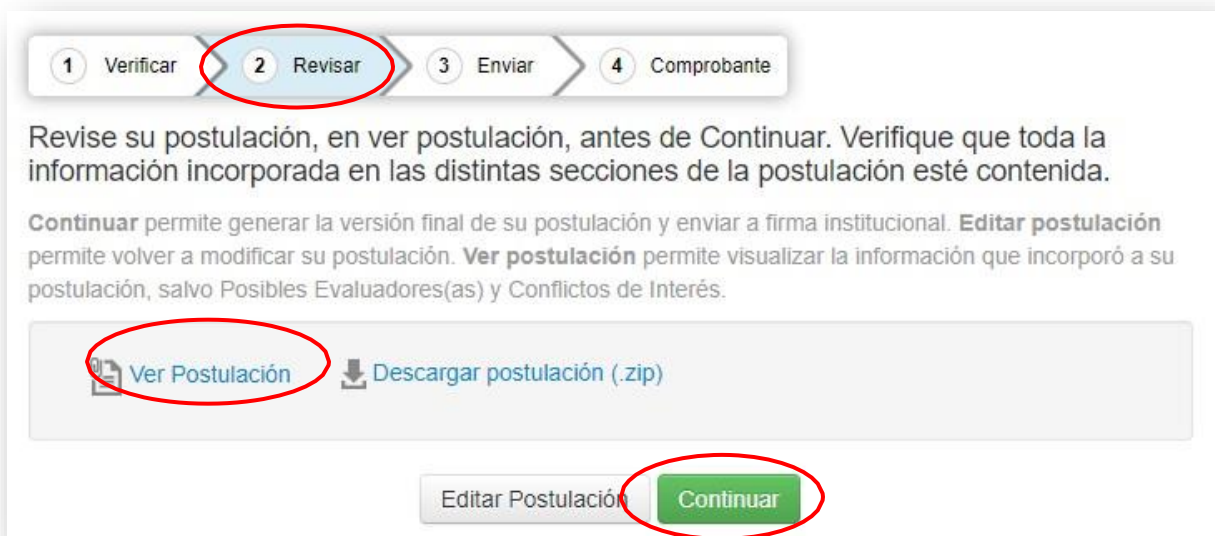 1 Verificar 2 Revisar 3 Enviar 4 Comprobante
Revise su postulación, en ver postulación, antes de Continuar. Verifique que toda la
información incorporada en las distintas secciones de la postulación esté contenida.
Continuar permite generar la versión final de su postulación y enviar a firma institucional. Editar postulación
permite volver a modificar su postulación. Ver postulación permite visualizar la información que incorporó a su
postulación, salvo Posibles Evaluadores(as) y Conflictos de Interés.
Ver Postulación Descargar postulación (.zip)
Editar Postulación Continuar